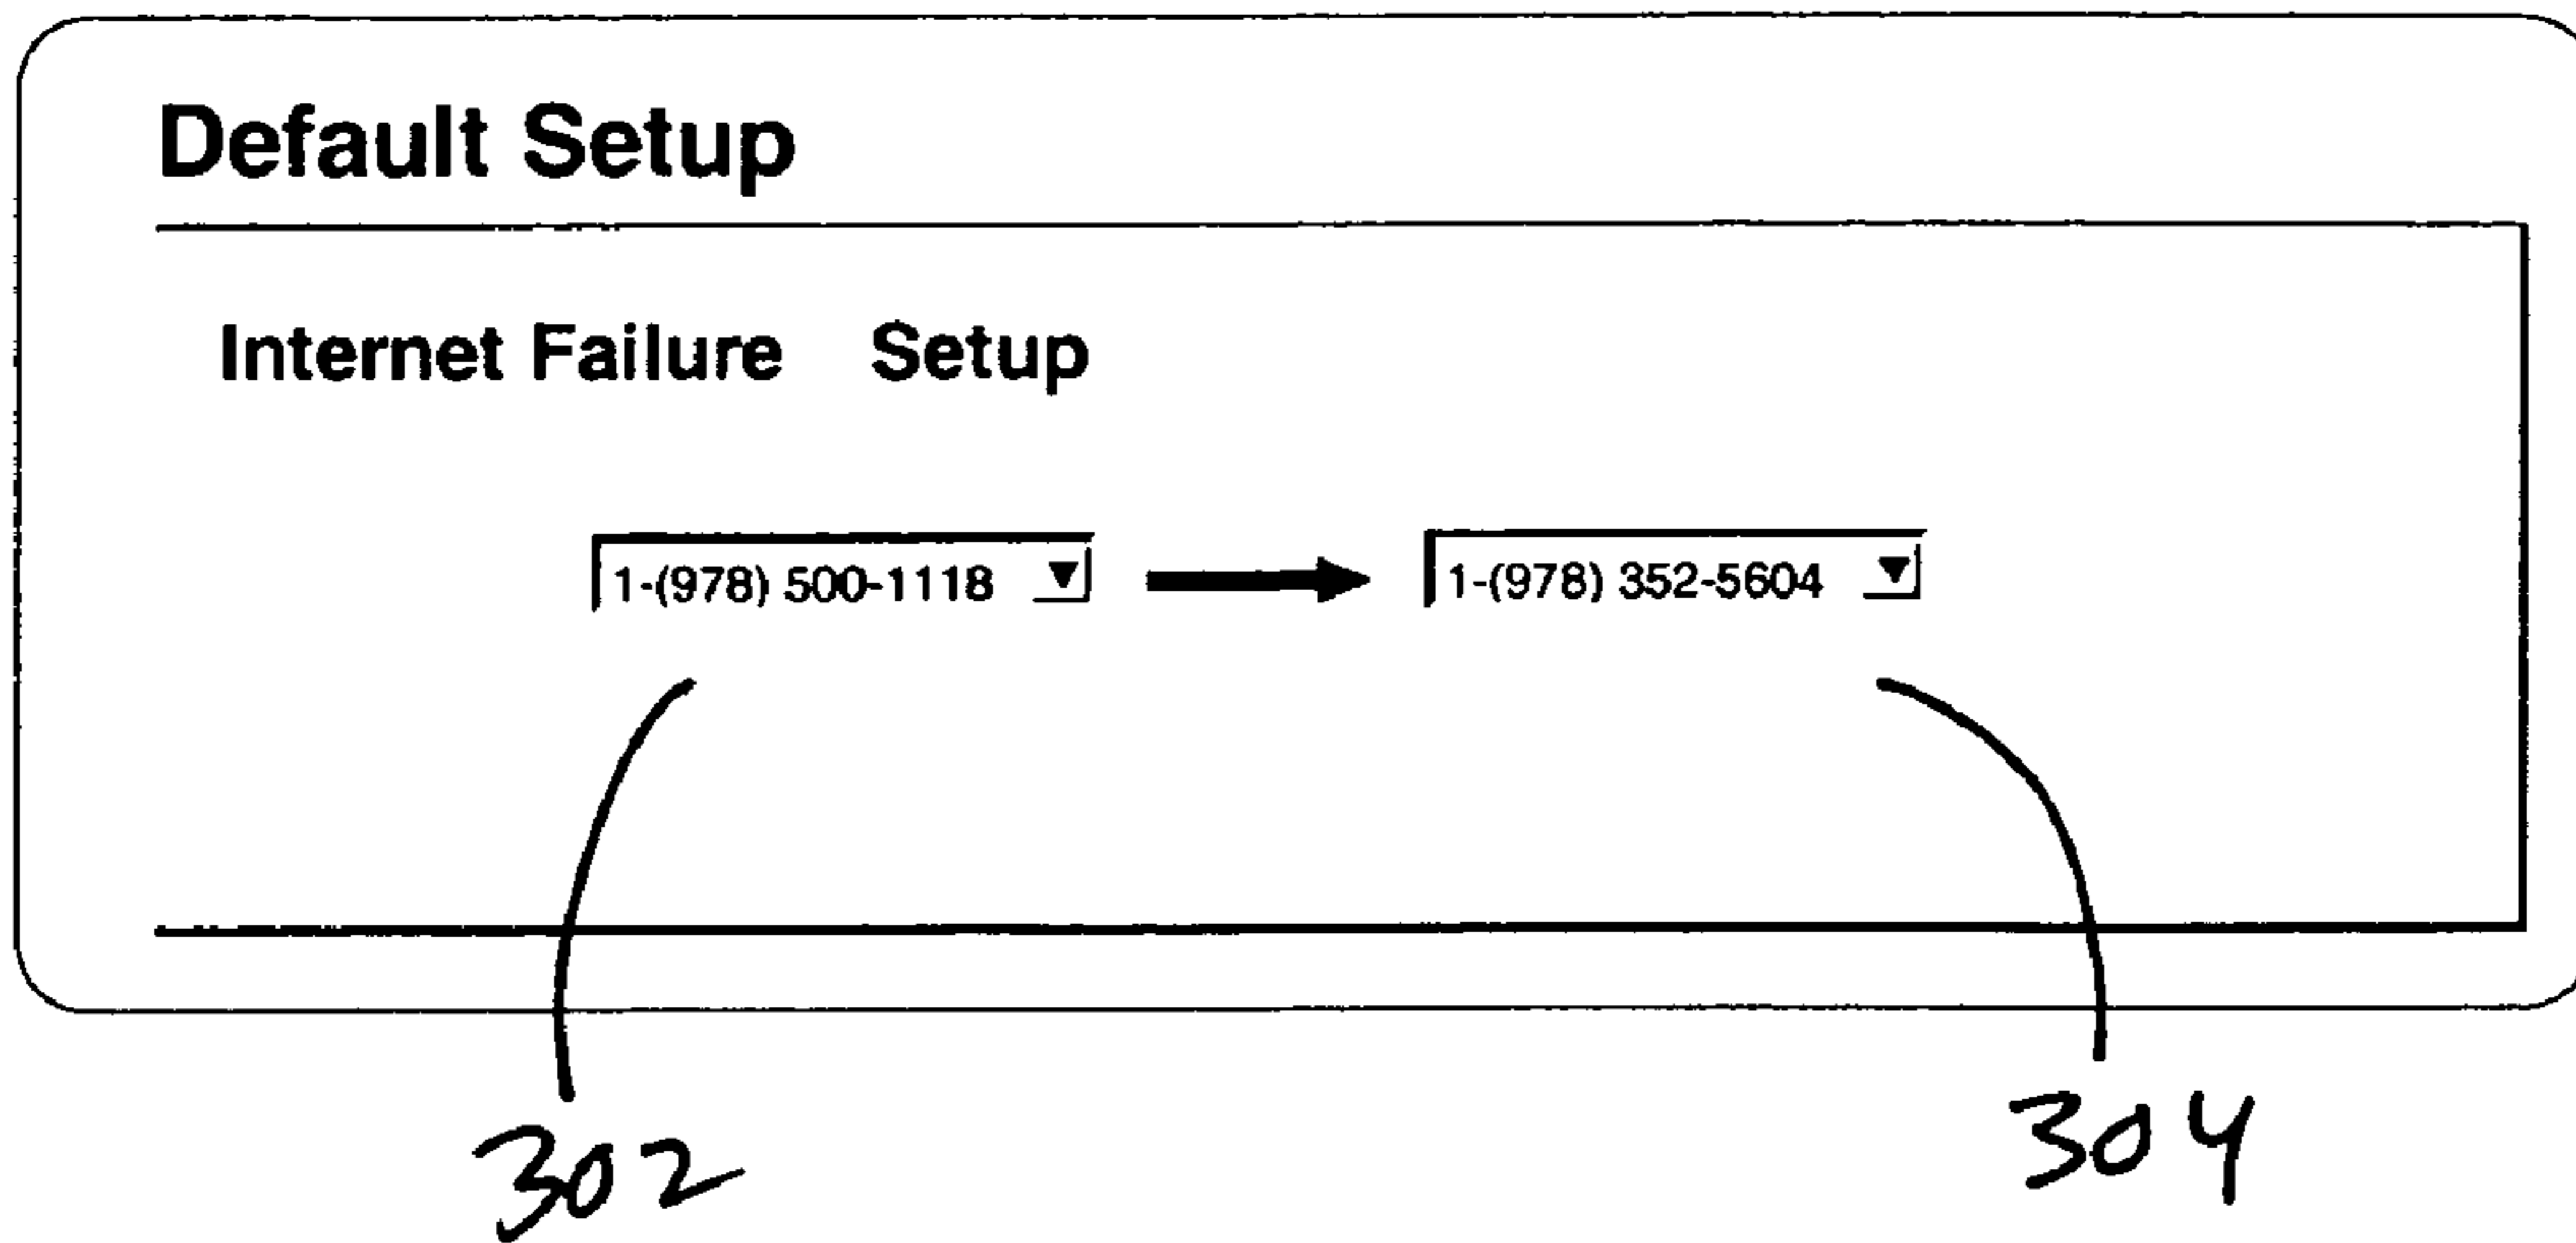 Default Setup
Internet Failure Setup
1-(978) 500-1118 1-(978) 352-5604
302 304